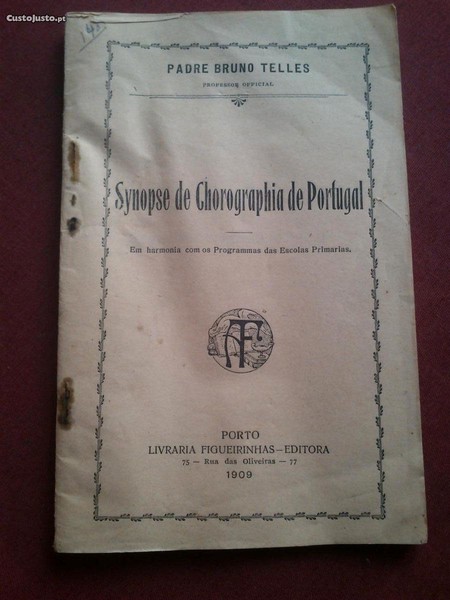 CustoJusto.pt
PADRE BRUNO TELLES
PROFESSOR OFFICIAL
Synopse de Chorographia de Portugal
Em harmonia com os Programmas das Escolas Primarias.
AF
PORTO
LIVRARIA FIGUEIRINHAS—EDITORA
75 — Rua das Oliveiras — 77
1909